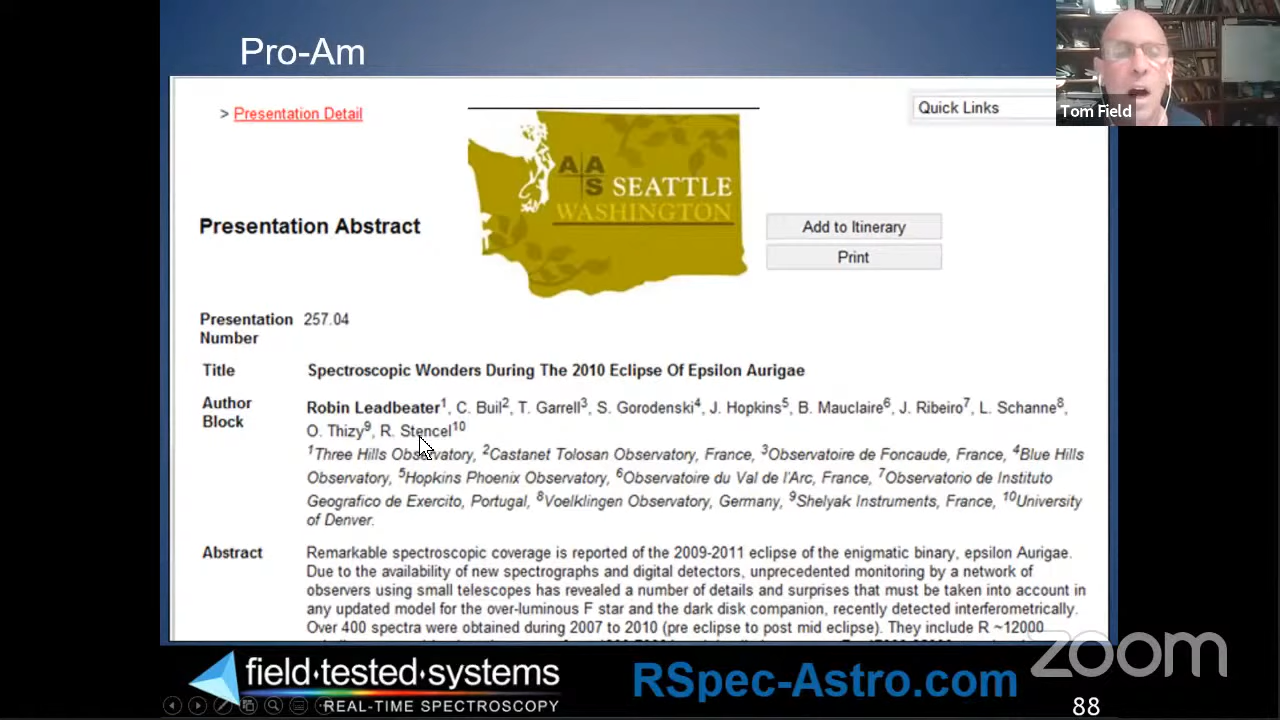 Pro-Am
Tom Field
> Presentation Detail
Quick Links
AAS SEATTLE
WASHINGTON
Presentation Abstract
Add to Itinerary
Print
Presentation Number 257.04
Title Spectroscopic Wonders During The 2010 Eclipse Of Epsilon Aurigae
Author Block
Robin Leadbeater1, C. Buil2, T. Garrell3, S. Gorodenski4, J. Hopkins5, B. Mauclaire6, J. Ribeiro7, L. Schanne8,
O. Thizy9, R. Stencel10
1Three Hills Observatory, 2Castanet Tolosan Observatory, France, 3Observatoire de Foncaude, France, 4Blue Hills
Observatory, 5Hopkins Phoenix Observatory, 6Observatoire du Val de l'Arc, France, 7Observatorio de Instituto
Geografico de Exercito, Portugal, 8Voelklingen Observatory, Germany, 9Shelyak Instruments, France, 10University
of Denver.
Abstract Remarkable spectroscopic coverage is reported of the 2009-2011 eclipse of the enigmatic binary, epsilon Aurigae.
Due to the availability of new spectrographs and digital detectors, unprecedented monitoring by a network of
observers using small telescopes has revealed a number of details and surprises that must be taken into account in
any updated model for the over-luminous F star and the dark disk companion, recently detected interferometrically.
Over 400 spectra were obtained during 2007 to 2010 (pre eclipse to post mid eclipse). They include R ~12000
field tested systems
REAL-TIME SPECTROSCOPY
RSpec-Astro.com
zoom
88